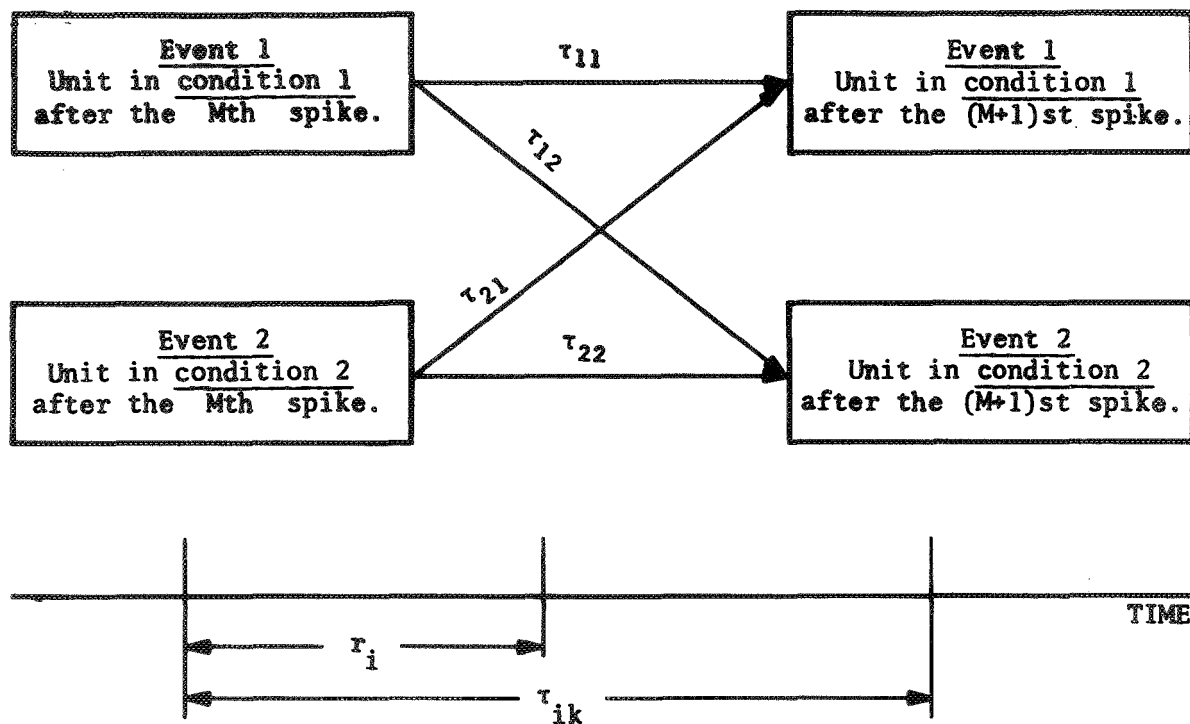 Event 1
Unit in condition 1
after the Mth spike.
τ11
Event 1
Unit in condition 1
after the (M+1)st spike.
τ12
τ21
Event 2
Unit in condition 2
after the Mth spike.
τ22
Event 2
Unit in condition 2
after the (M+1)st spike.
TIME
ri
τik